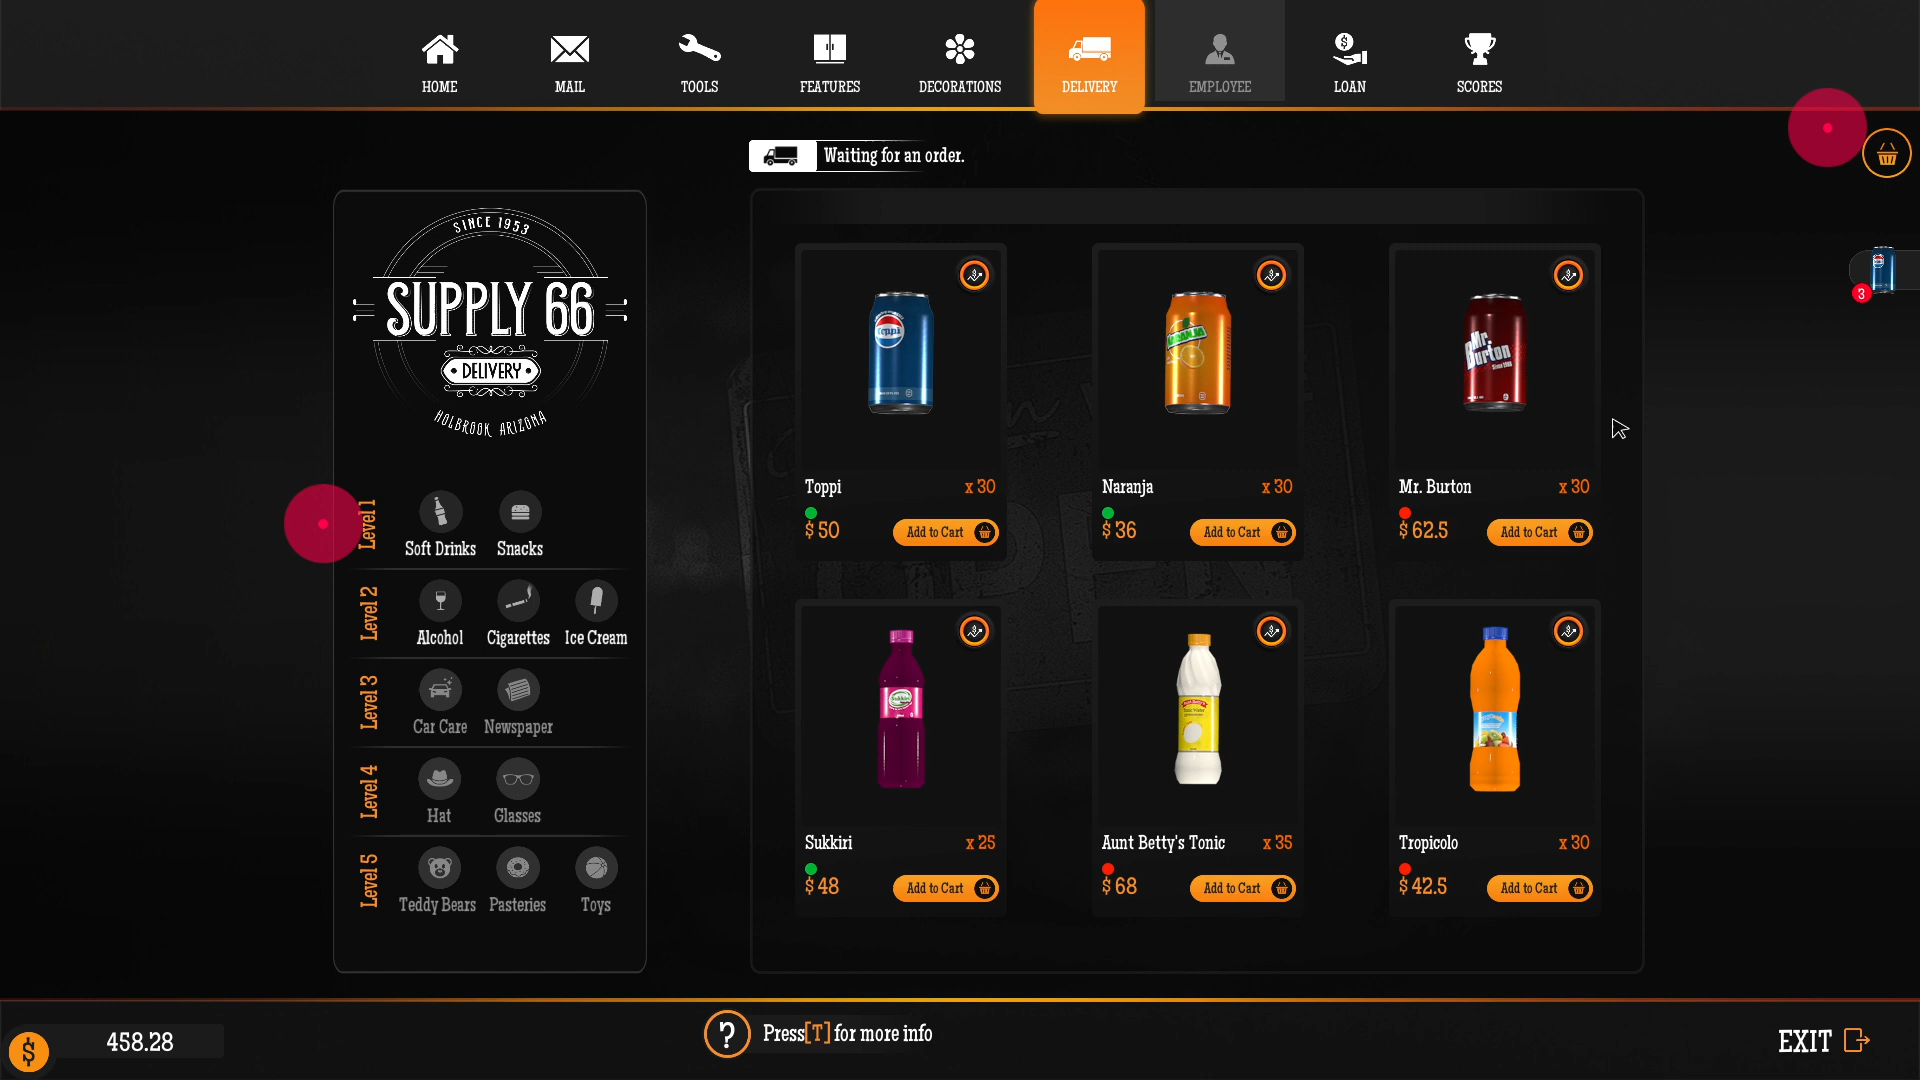 HOME
MAIL
TOOLS
FEATURES
DECORATIONS
DELIVERY
EMPLOYEE
LOAN
SCORES
Waiting for an order.
SINCE 1953
SUPPLY 66
• DELIVERY •
HOLBROOK, ARIZONA
Level 1
Soft Drinks
Snacks
Level 2
Alcohol
Cigarettes
Ice Cream
Level 3
Car Care
Newspaper
Level 4
Hat
Glasses
Level 5
Teddy Bears
Pasteries
Toys
Toppi
Toppi x 30
$ 50
Add to Cart
NARANJA
Naranja x 30
$ 36
Add to Cart
Mr. Burton
Mr. Burton x 30
$ 62.5
Add to Cart
Sukkiri
Sukkiri x 25
$ 48
Add to Cart
Aunt Betty's Tonic x 35
$ 68
Add to Cart
Tropicolo x 30
$ 42.5
Add to Cart
3
$ 458.28
? Press[T] for more info
EXIT